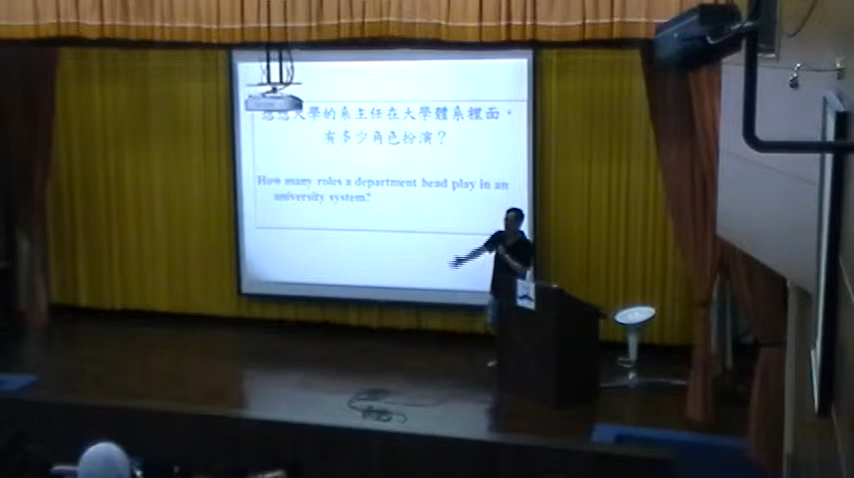 大學的系主任在大學體系裡面，
有多少角色扮演？
How many roles a department head play in an
university system?